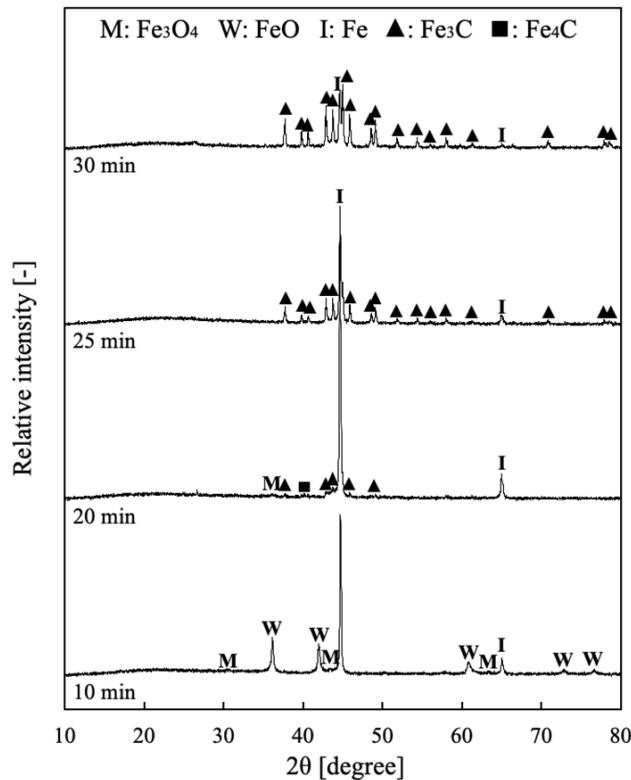 M: Fe₃O₄ W: FeO I: Fe ▲: Fe₃C ■: Fe₄C
I
I
30 min
I
I
25 min
M
I
20 min
W
W
M
M
W
M
I
W
W
10 min
10 20 30 40 50 60 70 80
2θ [degree]
Relative intensity [-]